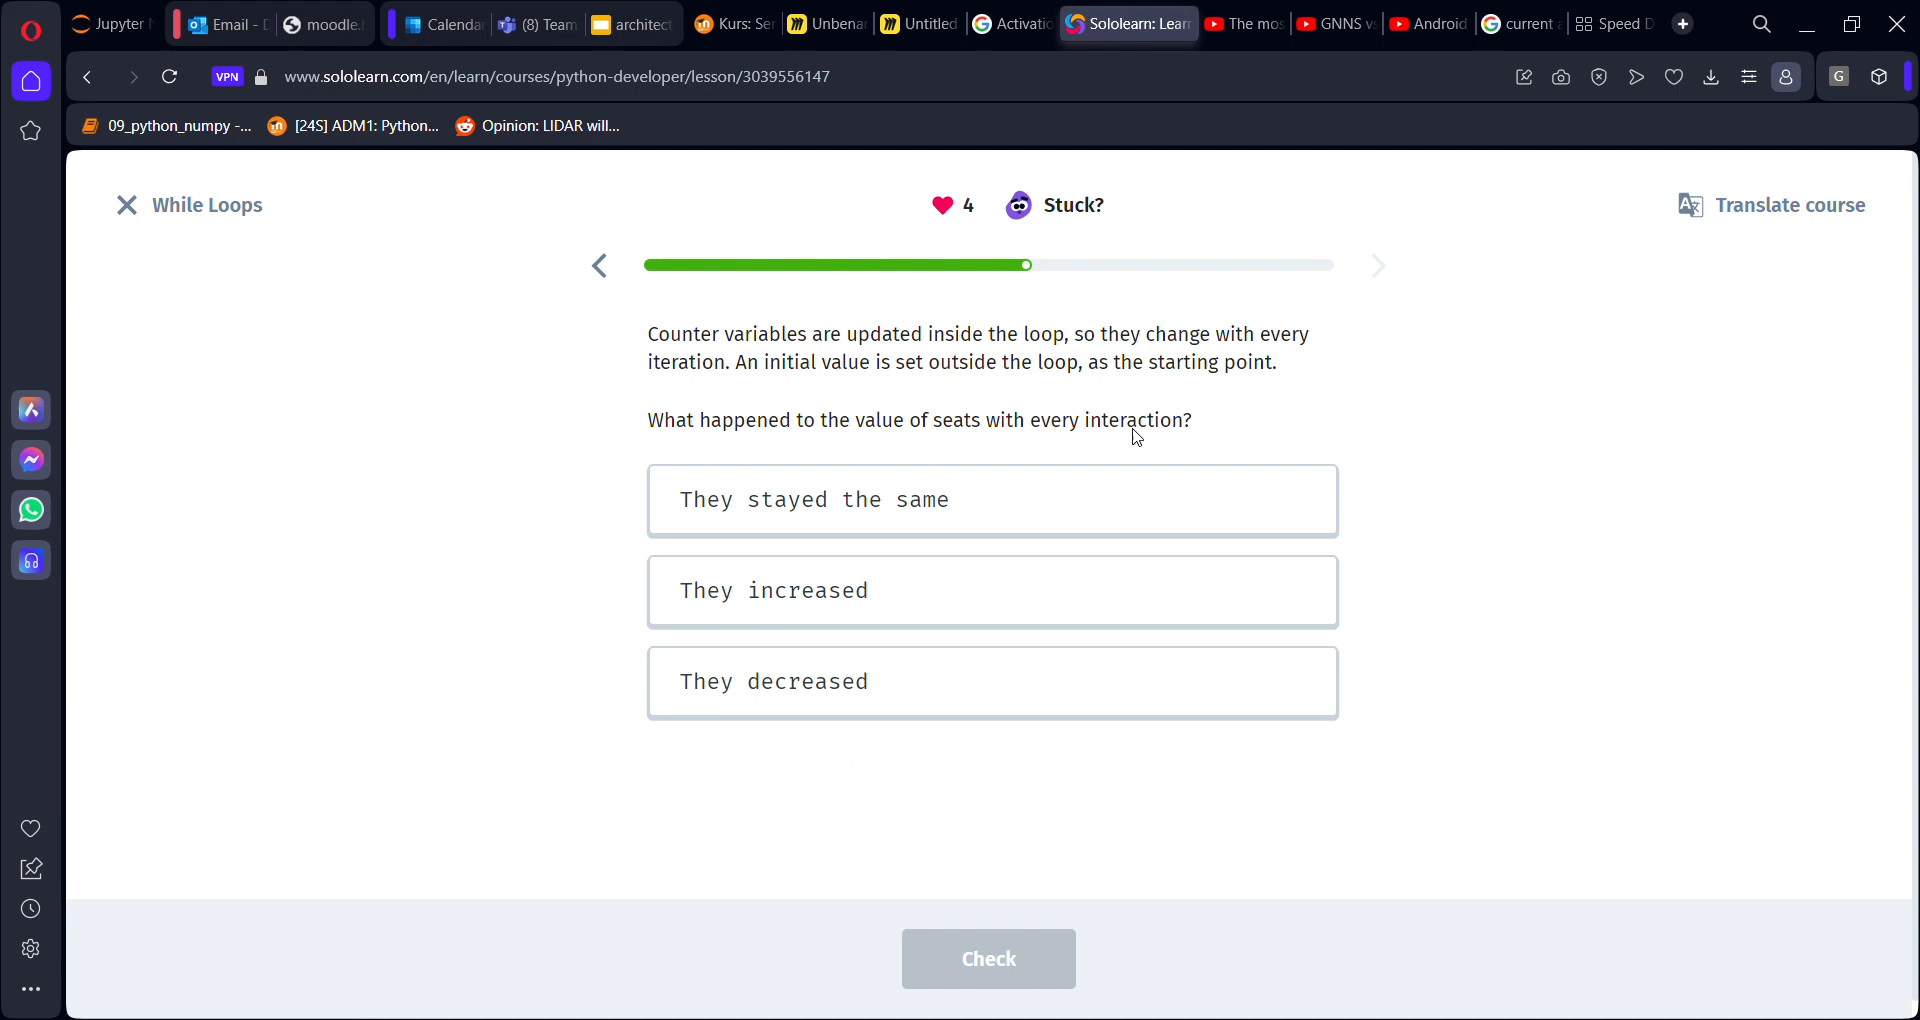 Jupyter
Email -
moodle.
Calenda
(8) Team
architec
Kurs: Se
Unbena
Untitled
Activati
Sololearn: Lear
The mos
GNNS v
Android
current
Speed D
VPN
www.sololearn.com/en/learn/courses/python-developer/lesson/3039556147
G
09_python_numpy -...
[24S] ADM1: Python...
Opinion: LIDAR will...
While Loops
4
Stuck?
Translate course
Counter variables are updated inside the loop, so they change with every
iteration. An initial value is set outside the loop, as the starting point.
What happened to the value of seats with every interaction?
They stayed the same
They increased
They decreased
Check